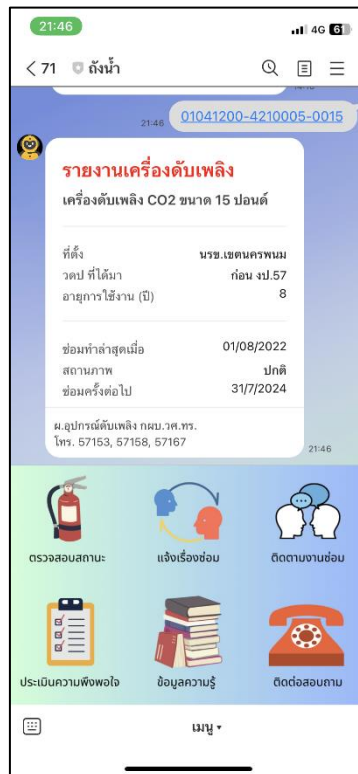 21:46
4G 61
71 ถังน้ำ
21:46 01041200-4210005-0015
รายงานเครื่องดับเพลิง
เครื่องดับเพลิง CO2 ขนาด 15 ปอนด์
ที่ตั้ง นรข.เขตนครพนม
วดป ที่ได้มา ก่อน งป.57
อายุการใช้งาน (ปี) 8
ซ่อมทำล่าสุดเมื่อ 01/08/2022
สถานภาพ ปกติ
ซ่อมครั้งต่อไป 31/7/2024
ผ.อุปกรณ์ดับเพลิง กผบ.วศ.ทร.
โทร. 57153, 57158, 57167
21:46
ตรวจสอบสถานะ แจ้งเรื่องซ่อม ติดตามงานซ่อม
ประเมินความพึงพอใจ ข้อมูลความรู้ ติดต่อสอบถาม
เมนู